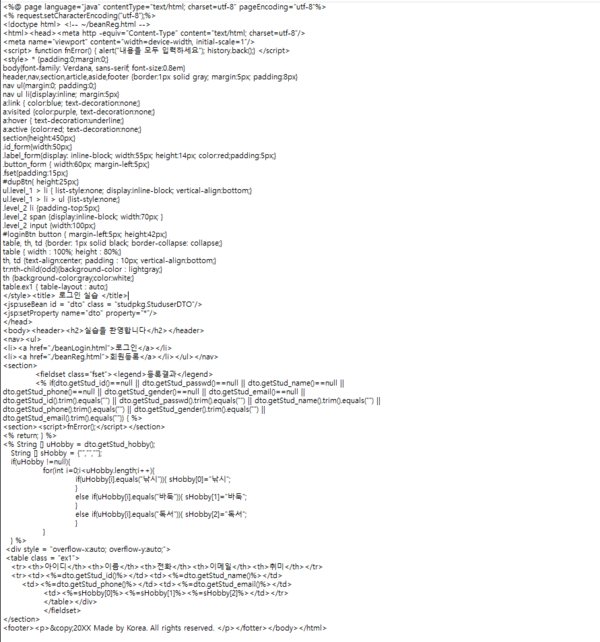 <%@ page language="java" contentType="text/html; charset=utf-8" pageEncoding="utf-8"%>
<% request.setCharacterEncoding("utf-8");%>
<!doctype html> <!-- ~/beanReg.html -->
<html><head><meta http -equiv="Content-Type" content="text/html; charset=utf-8"/>
<meta name="viewport" content="width=device-width, initial-scale=1"/>
<script> function fnError() { alert("내용을 모두 입력하세요"); history.back();} </script>
<style> * {padding:0;margin:0;}
body{font-family: Verdana, sans-serif; font-size:0.8em}
header,nav,section,article,aside,footer {border:1px solid gray; margin:5px; padding:8px}
nav ul{margin:0; padding:0;}
nav ul li{display:inline; margin:5px}
a:link { color:blue; text-decoration:none;}
a:visited {color:purple, text-decoration:none;}
a:hover { text-decoration:underline;}
a:active {color:red; text-decoration:none;}
section{height:450px;}
.id_form{width:50px;}
.label_form{display: inline-block; width:55px; height:14px; color:red;padding:5px;}
.button_form { width:60px; margin-left:5px;}
.fset{padding:15px;}
#dupBtn{ height:25px;}
ul.level_1 > li { list-style:none; display:inline-block; vertical-align:bottom;}
ul.level_1 > li > ul {list-style:none;}
.level_2 li {padding-top:5px;}
.level_2 span {display:inline-block; width:70px; }
.level_2 input {width:100px;}
#loginBtn button { margin-left:5px; height:42px;}
table, th, td {border: 1px solid black; border-collapse: collapse;}
table { width : 100%; height : 80%;}
th, td {text-align:center; padding : 10px; vertical-align:bottom;}
tr:nth-child(odd){background-color : lightgray;}
th {background-color:gray;color:white;}
table.ex1 { table-layout : auto;}
</style><title> 로그인 실습 </title>
<jsp:useBean id = "dto" class = "studpkg.StduserDTO"/>
<jsp:setProperty name="dto" property="*"/>
</head>
<body><header><h2>실습을 환영합니다</h2></header>
<nav><ul>
<li><a href="./beanLogin.html">로그인</a></li>
<li><a href="./beanReg.html">회원등록</a></li></ul></nav>
<section>
<fieldset class="fset"><legend>등록결과</legend>
<% if(dto.getStud_id()==null || dto.getStud_passwd()==null || dto.getStud_name()==null ||
dto.getStud_phone()==null || dto.getStud_gender()==null || dto.getStud_email()==null ||
dto.getStud_id().trim().equals("") || dto.getStud_passwd().trim().equals("") || dto.getStud_name().trim().equals("") ||
dto.getStud_phone().trim().equals("") || dto.getStud_gender().trim().equals("") ||
dto.getStud_email().trim().equals("")) { %>
<section><script>fnError();</script></section>
<% return; } %>
<% String [] uHobby = dto.getStud_hobby();
String [] sHobby = {"","",""};
if(uHobby !=null){
for(int i=0;i<uHobby.length;i++){
if(uHobby[i].equals("낚시")){ sHobby[0]="낚시";
}
else if(uHobby[i].equals("바둑")){ sHobby[1]="바둑";
}
else if(uHobby[i].equals("독서")){ sHobby[2]="독서";
}
}
} %>
<div style = "overflow-x:auto; overflow-y:auto;">
<table class = "ex1">
<tr><th>아이디</th><th>이름</th><th>전화</th><th>이메일</th><th>취미</th></tr>
<tr><td><%=dto.getStud_id()%></td><td><%=dto.getStud_name()%></td>
<td><%=dto.getStud_phone()%></td><td><%=dto.getStud_email()%></td>
<td><%=sHobby[0]%><%=sHobby[1]%><%=sHobby[2]%></td></tr>
</table></div>
</fieldset>
</section>
<footer><p>&copy;20XX Made by Korea. All rights reserved. </p></fotter></body></html>